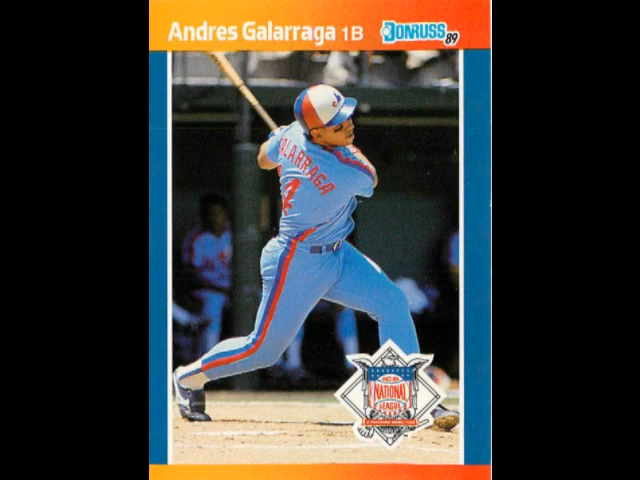 Andres Galarraga 1B DONRUSS 89
GALARRAGA
NATIONAL
LEAGUE